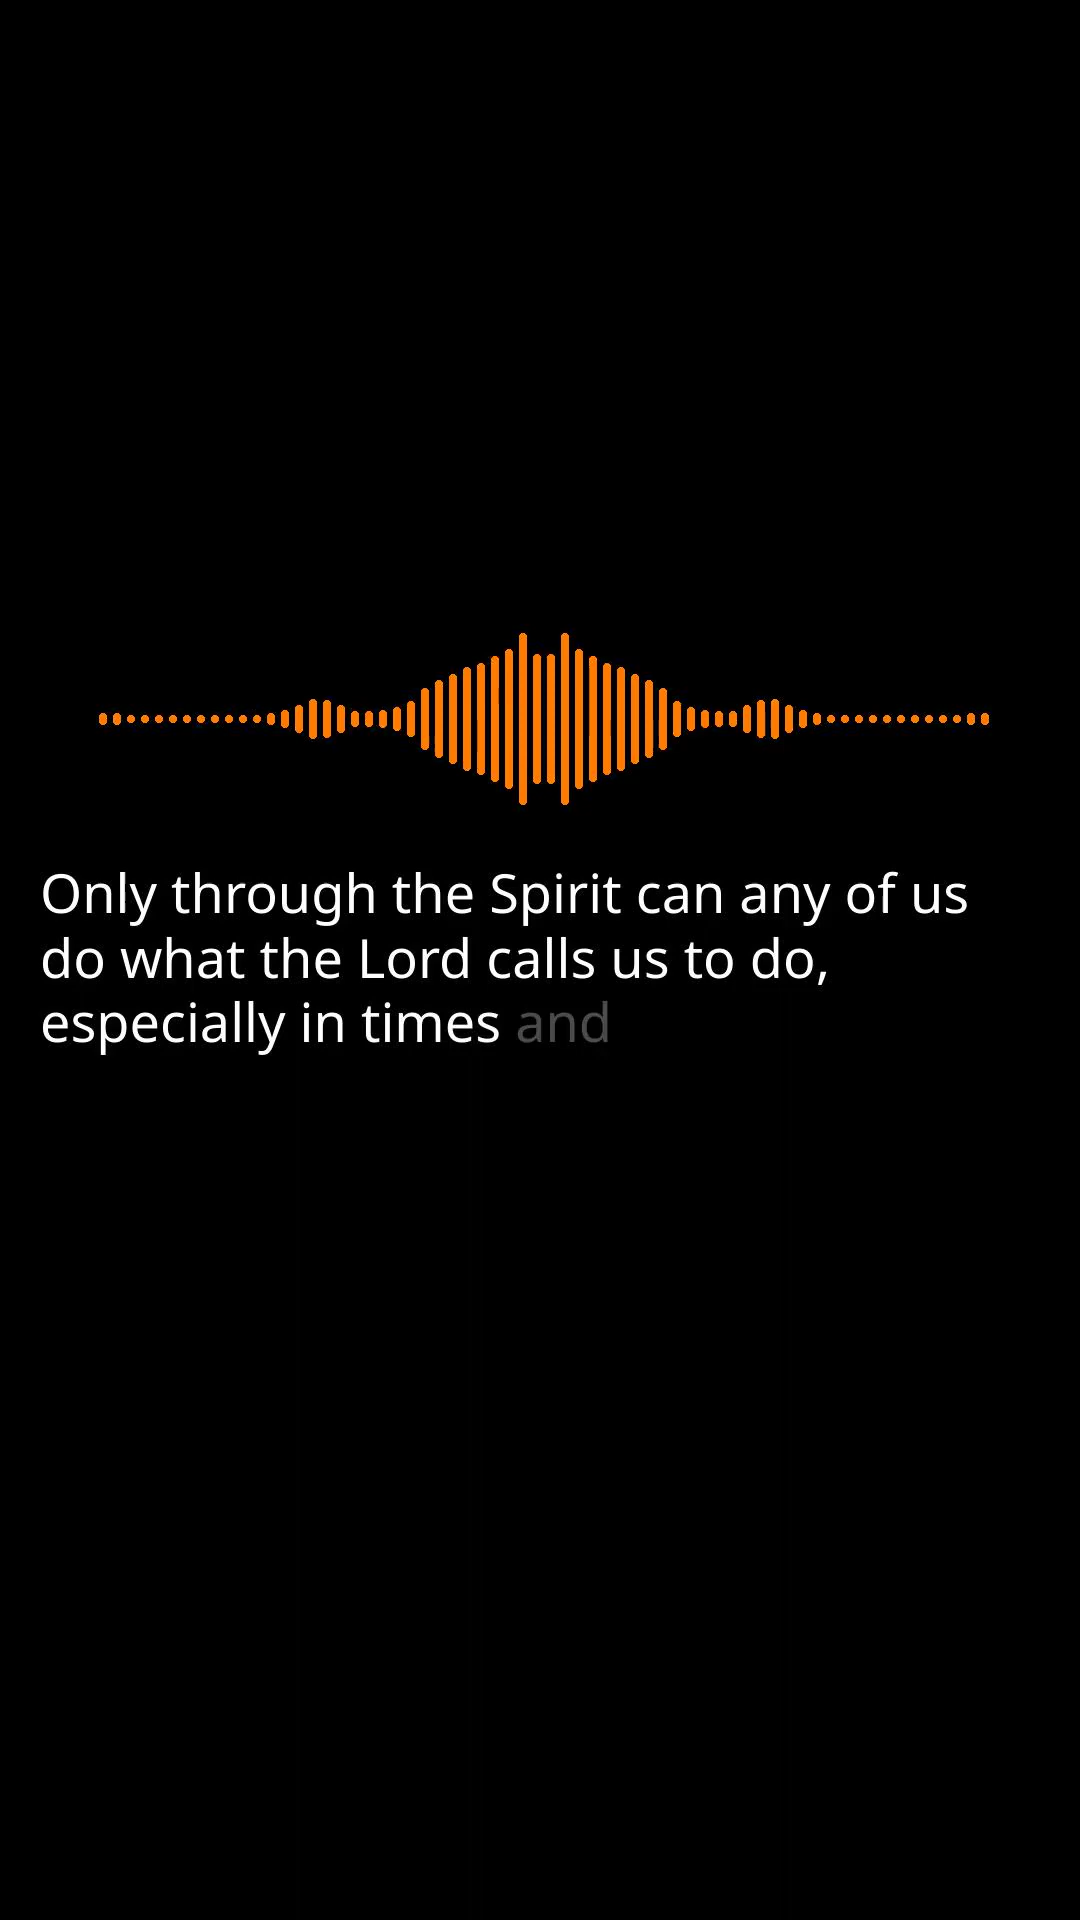 Only through the Spirit can any of us
do what the Lord calls us to do,
especially in times and